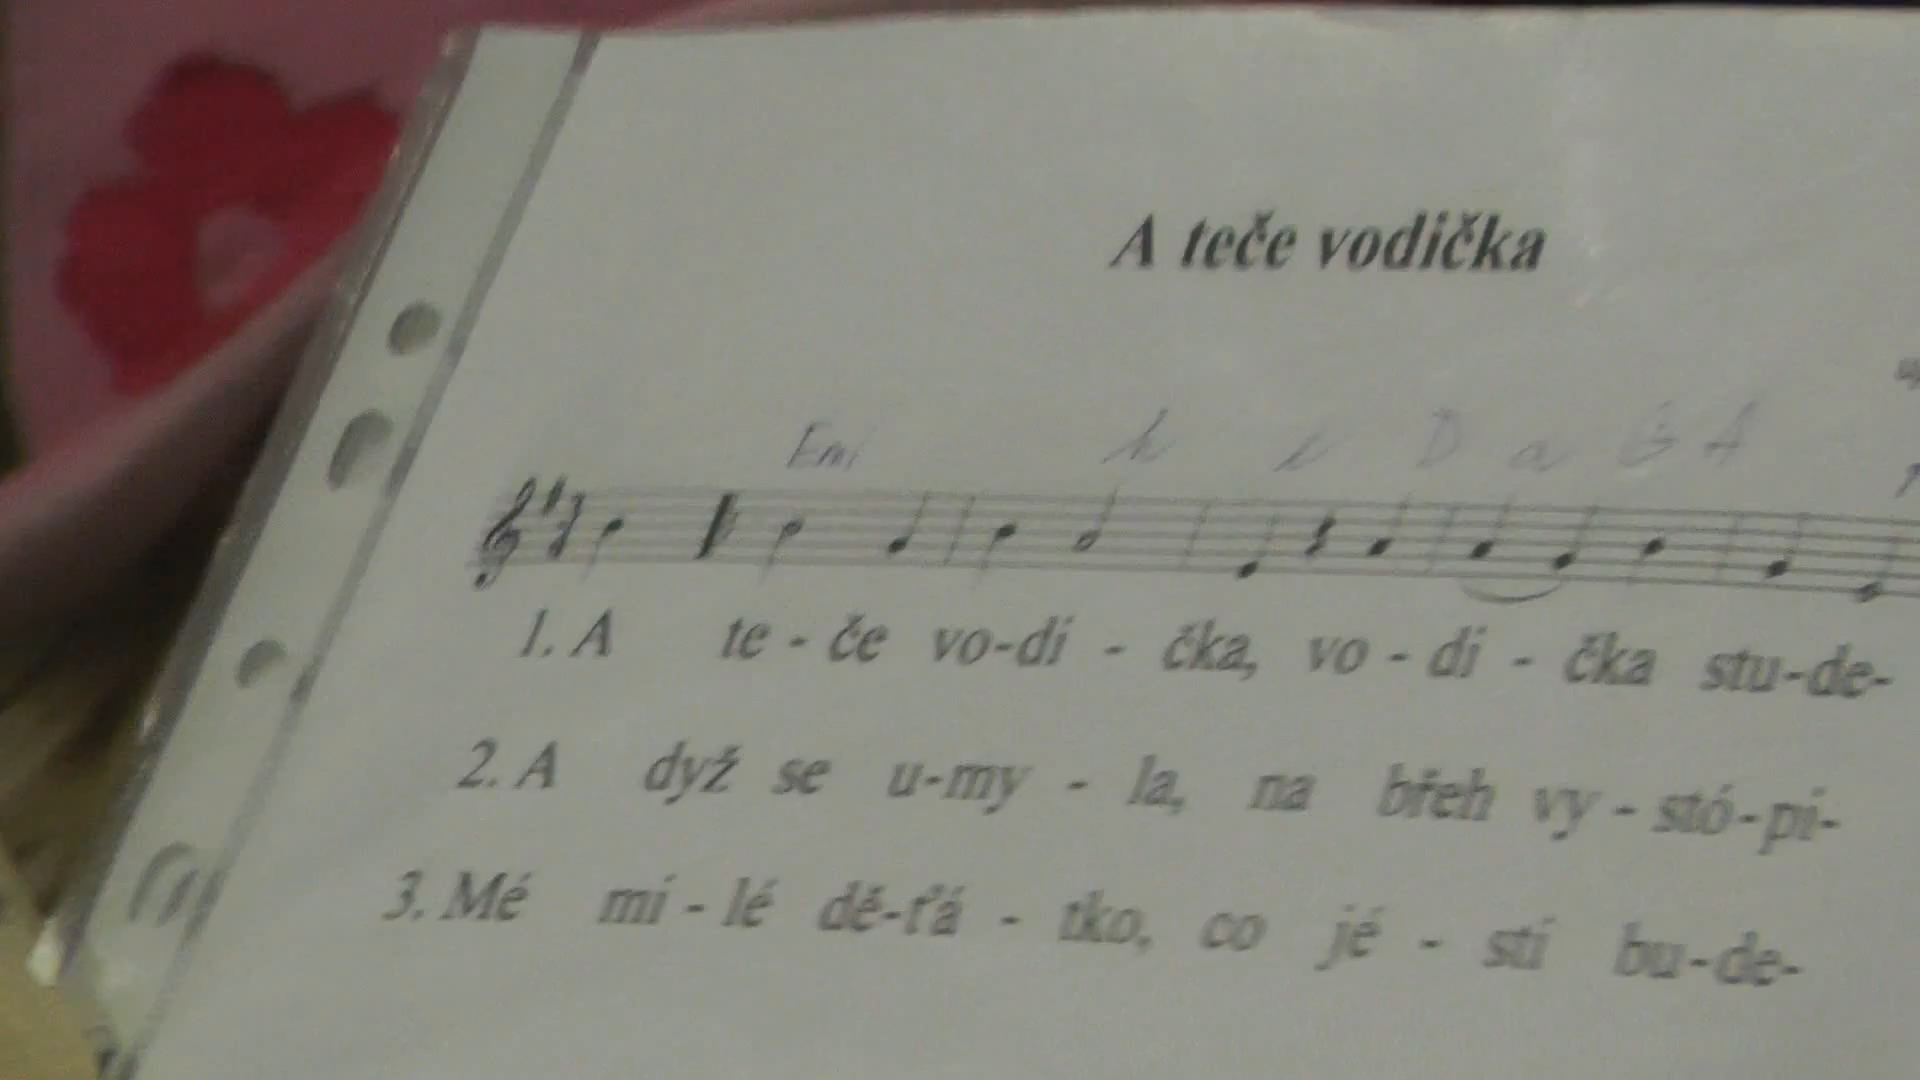 A teče vodička
Emi h e D a G A
1. A te - če vo-di - čka, vo - di - čka stu-de-
2. A dyž se u-my - la, na břeh vy - stó-pi-
3. Mé mi - lé dě-ťá - tko, co jé - stí bu-de-